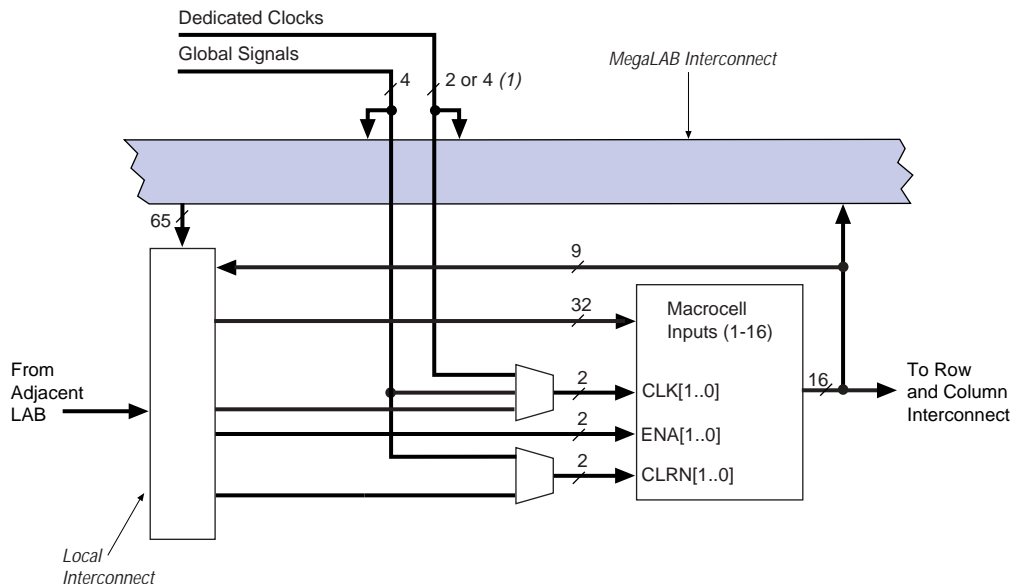 Dedicated Clocks
Global Signals
4
2 or 4 (1)
MegaLAB Interconnect
65
9
32
Macrocell
Inputs (1-16)
From
Adjacent
LAB
2
CLK[1..0]
16
To Row
and Column
Interconnect
2
ENA[1..0]
2
CLRN[1..0]
Local
Interconnect